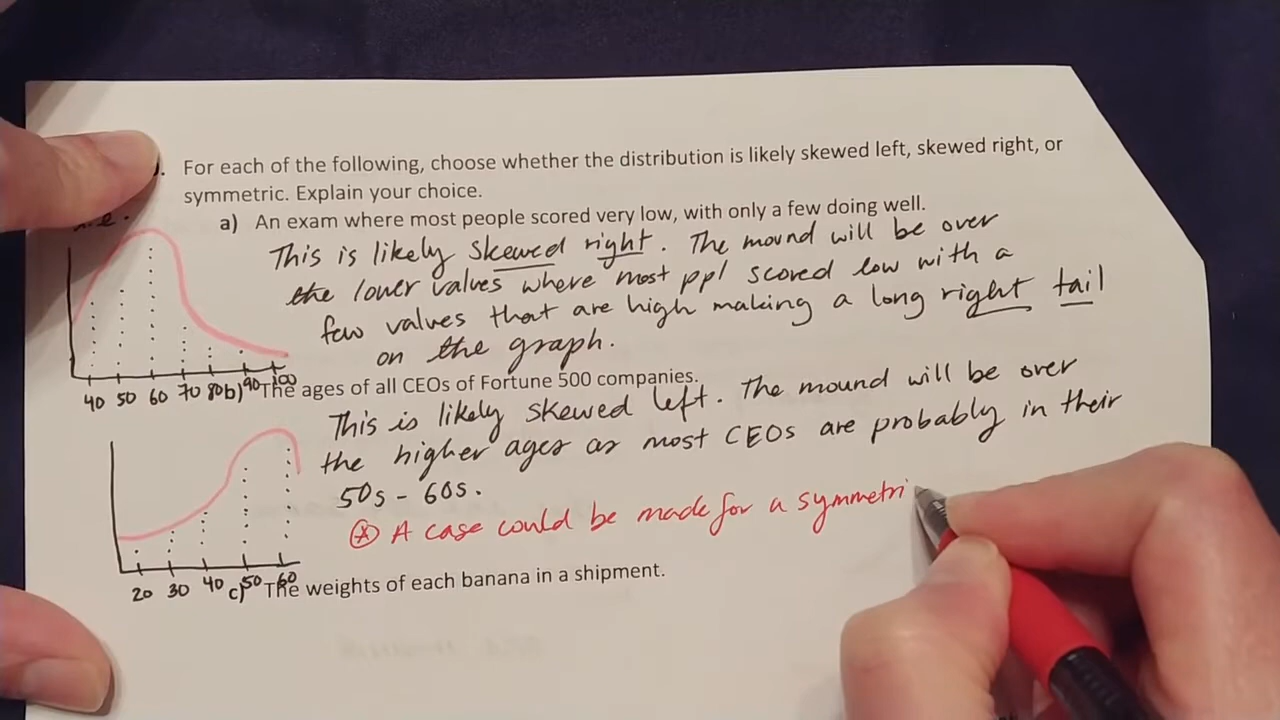 For each of the following, choose whether the distribution is likely skewed left, skewed right, or
symmetric. Explain your choice.
a) An exam where most people scored very low, with only a few doing well.
This is likely skewed right. The mound will be over
the lower values where most ppl scored low with a
few values that are high making a long right tail
on the graph.
40 50 60 70 80 90 100
b) The ages of all CEOs of Fortune 500 companies.
This is likely skewed left. The mound will be over
the higher ages as most CEOs are probably in their
50s - 60s.
A case could be made for a symmetri
20 30 40 50 60
c) The weights of each banana in a shipment.